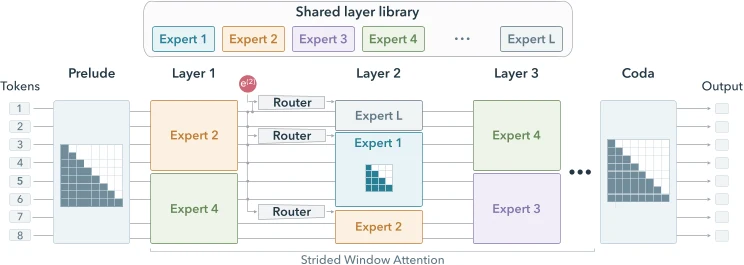 Shared layer library
Expert 1 Expert 2 Expert 3 Expert 4 ... Expert L
Tokens Prelude Layer 1 Layer 2 Layer 3 Coda Output
e[2]
1
2
3
4
5
6
7
8
Expert 2
Expert 4
Router
Router
Router
Expert L
Expert 1
Expert 2
Expert 4
Expert 3
...
Strided Window Attention